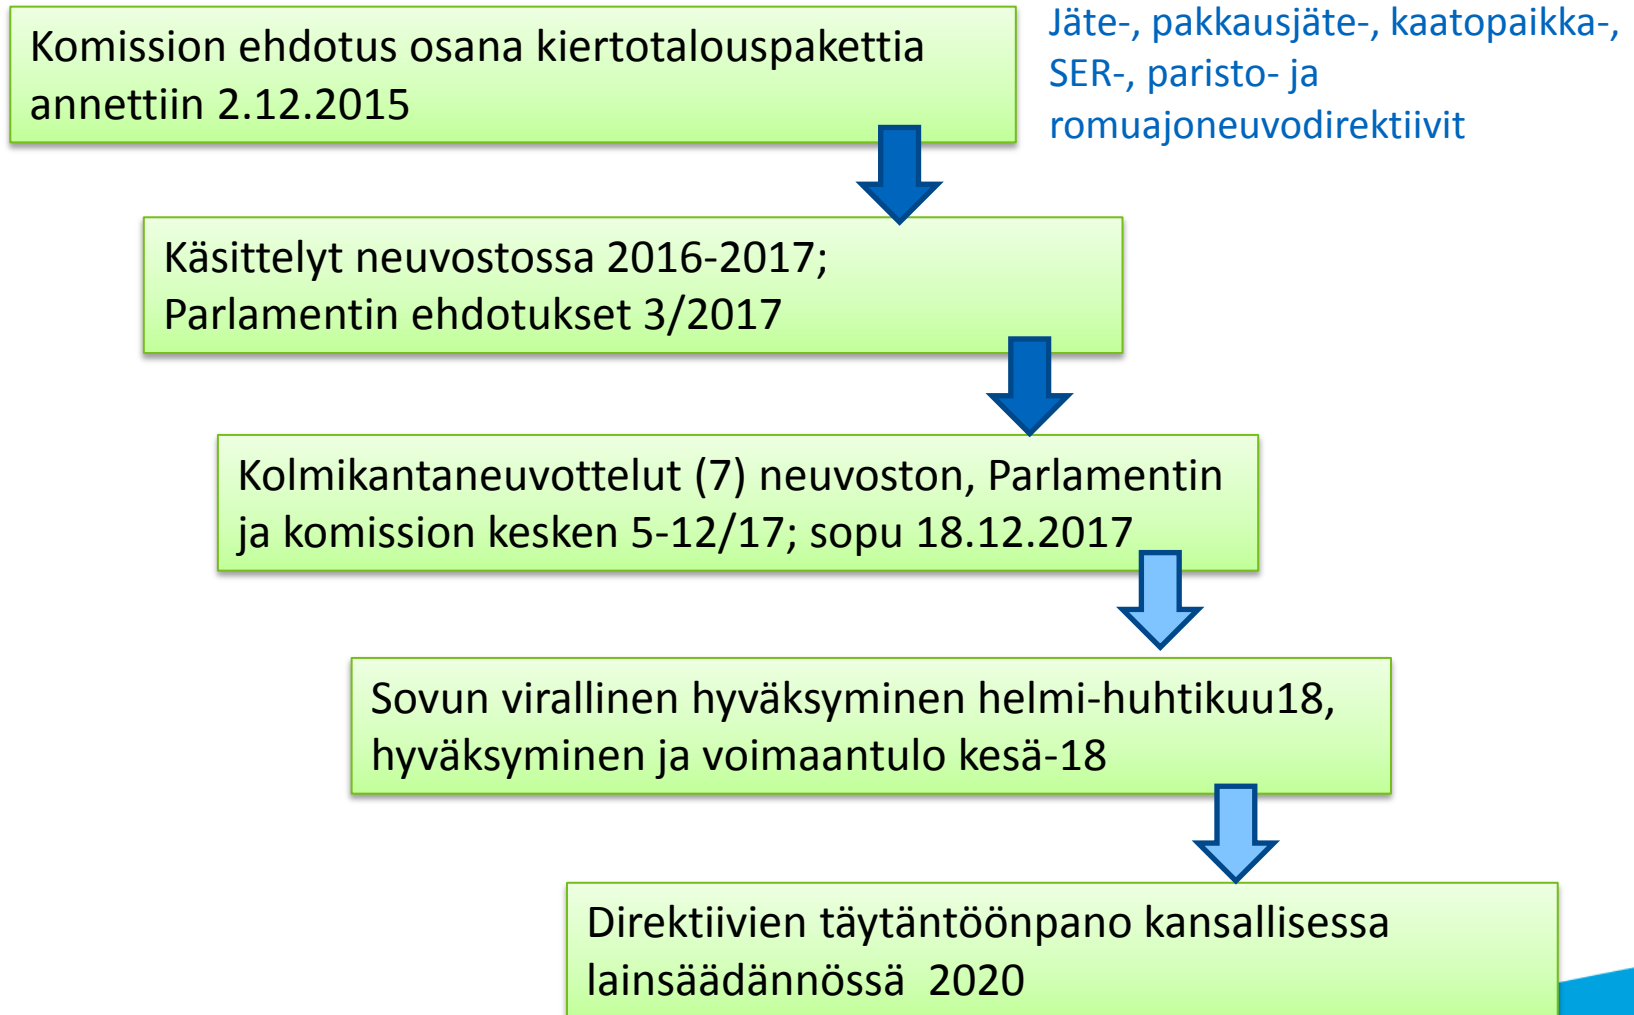 Komission ehdotus osana kiertotalouspakettia
annettiin 2.12.2015
Jäte-, pakkausjäte-, kaatopaikka-,
SER-, paristo- ja
romuajoneuvodirektiivit
Käsittelyt neuvostossa 2016-2017;
Parlamentin ehdotukset 3/2017
Kolmikantaneuvottelut (7) neuvoston, Parlamentin
ja komission kesken 5-12/17; sopu 18.12.2017
Sovun virallinen hyväksyminen helmi-huhtikuu18,
hyväksyminen ja voimaantulo kesä-18
Direktiivien täytäntöönpano kansallisessa
lainsäädännössä 2020